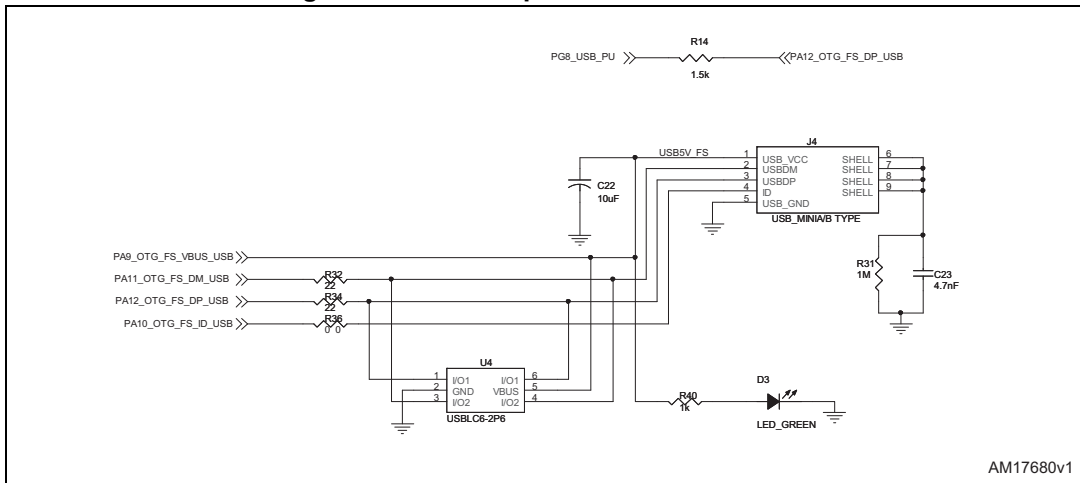 R14
PG8_USB_PU
PA12_OTG_FS_DP_USB
1.5k
J4
USB5V_FS
1 USB_VCC SHELL 6
2 USBDM SHELL 7
3 USBDP SHELL 8
4 ID SHELL 9
5 USB_GND
USB_MINIA/B TYPE
C22
10uF
PA9_OTG_FS_VBUS_USB
PA11_OTG_FS_DM_USB
R32
22
PA12_OTG_FS_DP_USB
R34
22
PA10_OTG_FS_ID_USB
R36
0 0
R31
1M
C23
4.7nF
U4
1 I/O1 I/O1 6
2 GND VBUS 5
3 I/O2 I/O2 4
USBLC6-2P6
R40
1k
D3
LED_GREEN
AM17680v1